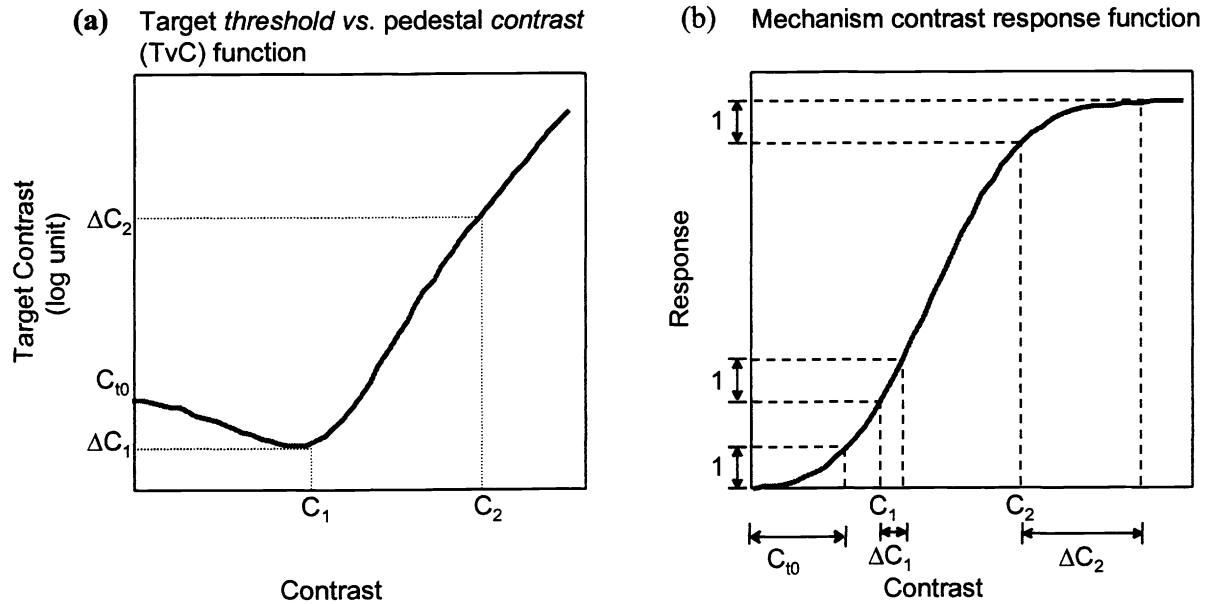 (a) Target threshold vs. pedestal contrast
(TvC) function
Target Contrast
(log unit)
ΔC2
Ct0
ΔC1
C1
C2
Contrast
(b) Mechanism contrast response function
Response
1
1
1
C1
C2
Ct0
ΔC1
ΔC2
Contrast